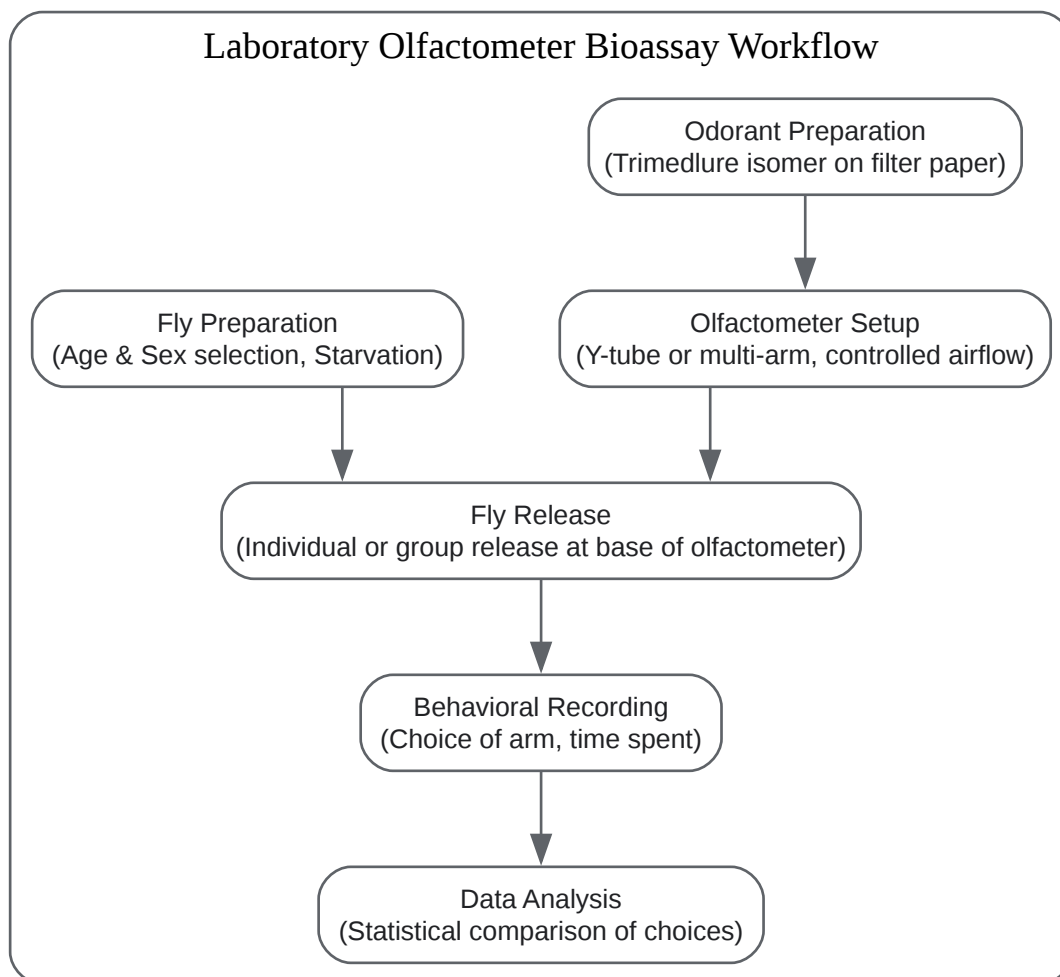 Laboratory Olfactometer Bioassay Workflow
Odorant Preparation
(Trimedlure isomer on filter paper)
Fly Preparation
(Age & Sex selection, Starvation)
Olfactometer Setup
(Y-tube or multi-arm, controlled airflow)
Fly Release
(Individual or group release at base of olfactometer)
Behavioral Recording
(Choice of arm, time spent)
Data Analysis
(Statistical comparison of choices)